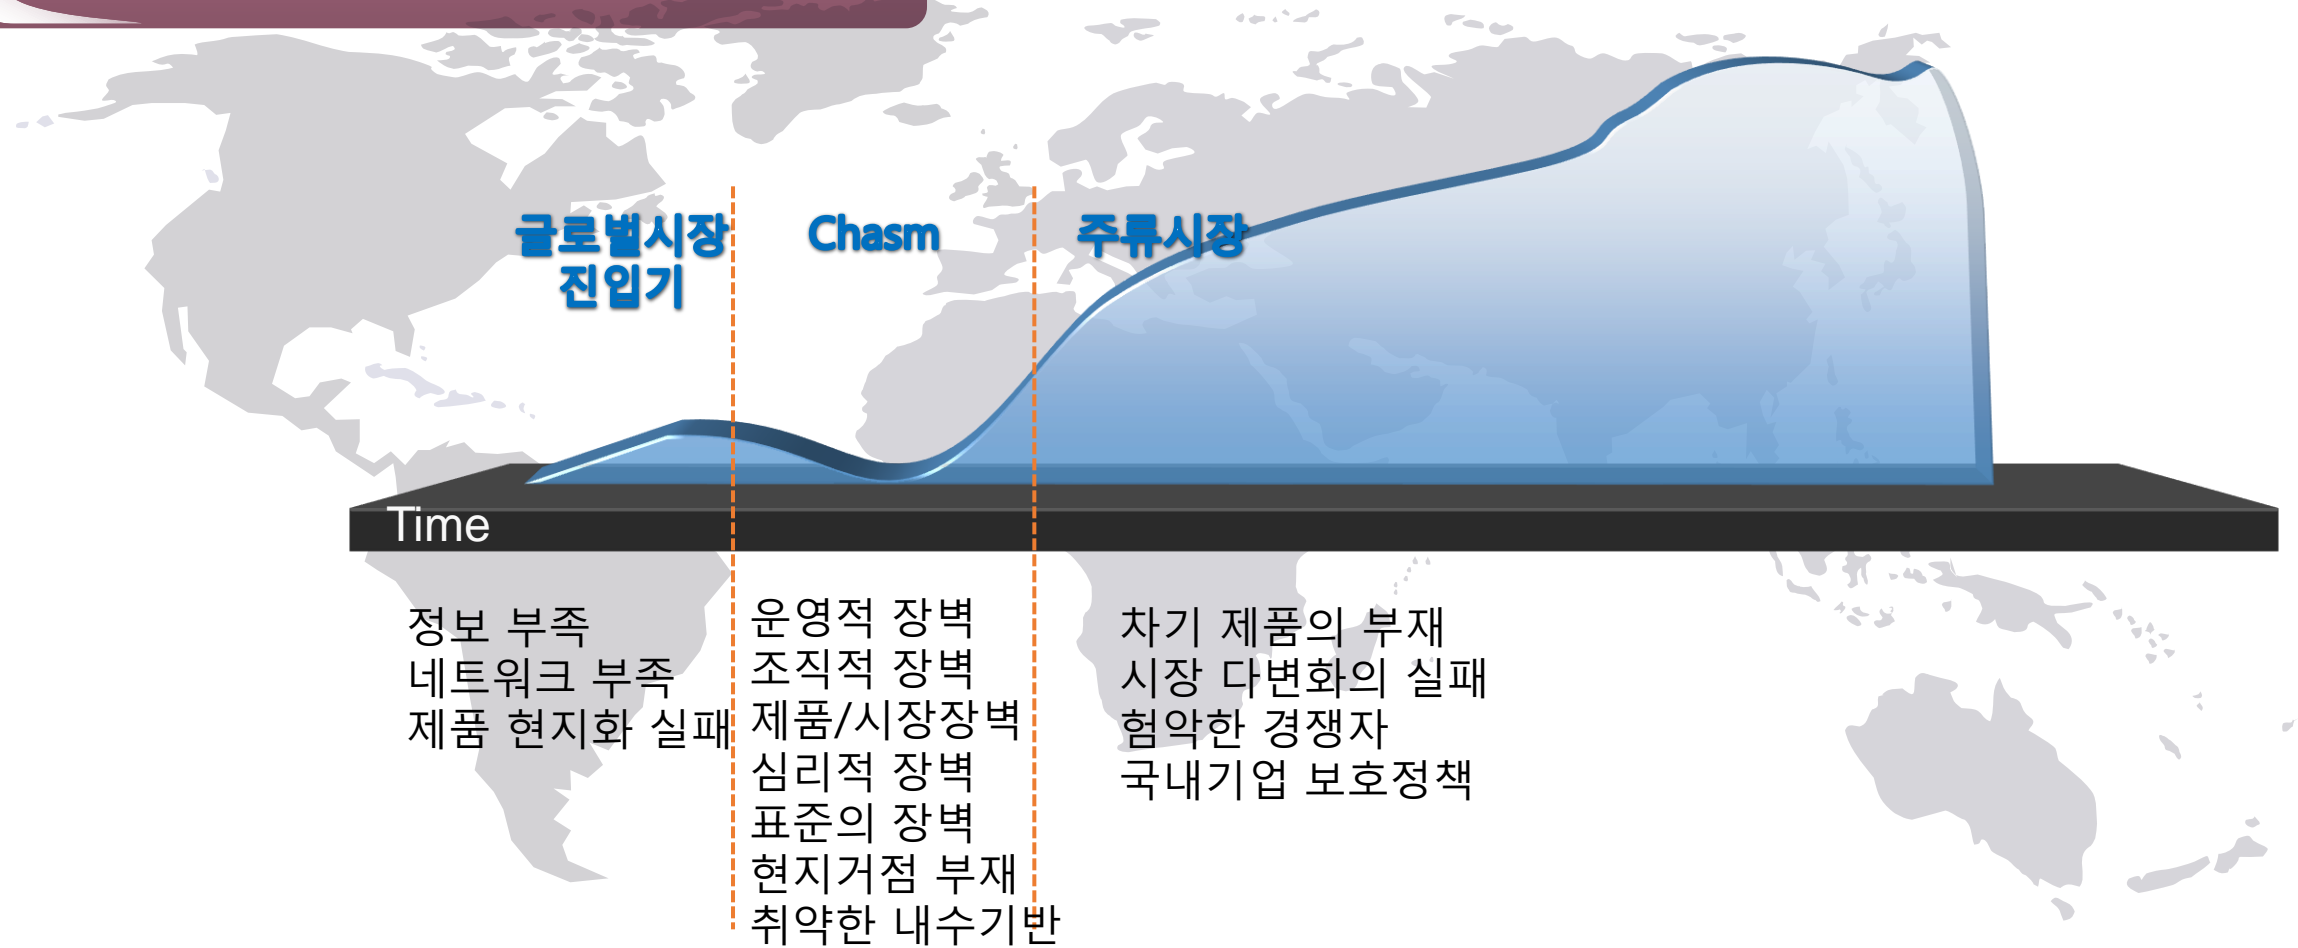 글로벌시장
진입기
Chasm
주류시장
Time
정보 부족
네트워크 부족
제품 현지화 실패
운영적 장벽
조직적 장벽
제품/시장장벽
심리적 장벽
표준의 장벽
현지거점 부재
취약한 내수기반
차기 제품의 부재
시장 다변화의 실패
험악한 경쟁자
국내기업 보호정책